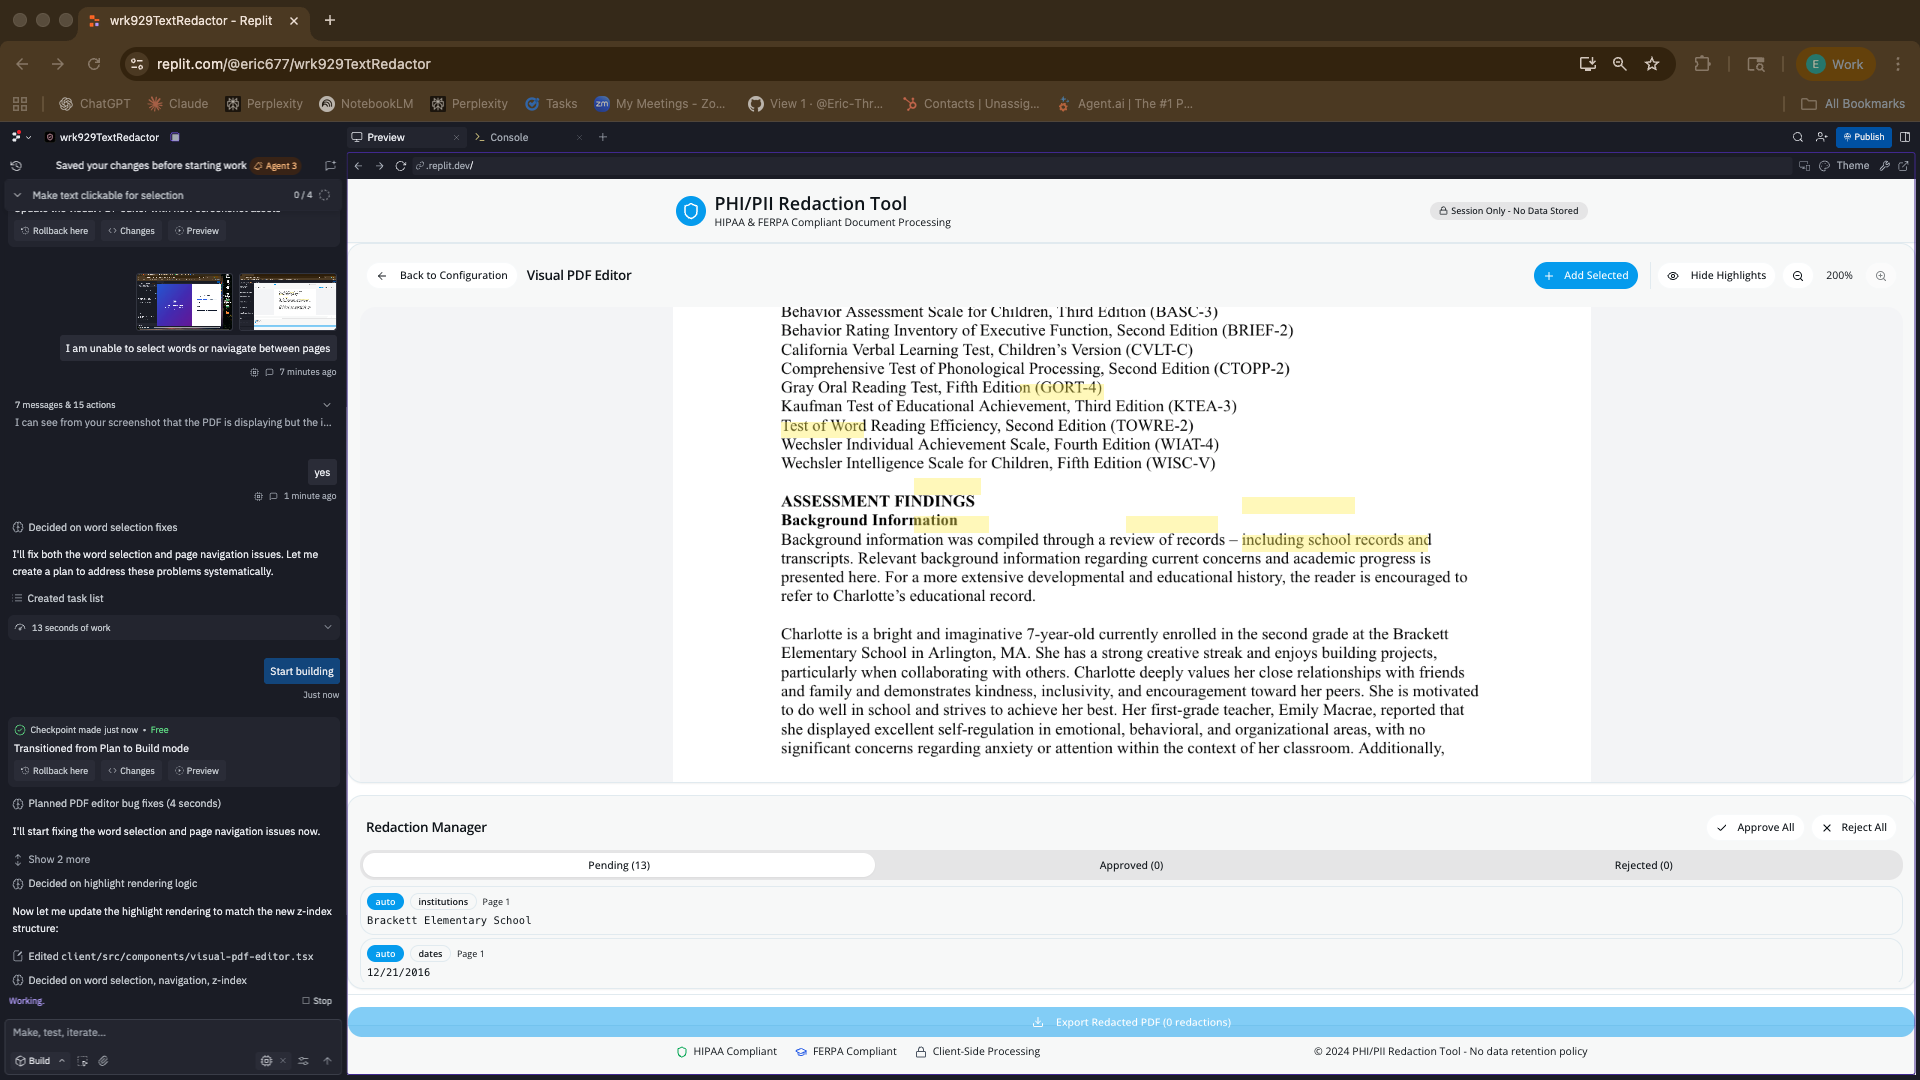 wrk929TextRedactor - Replit
replit.com/@eric677/wrk929TextRedactor
E Work
ChatGPT
Claude
Perplexity
NotebookLM
Perplexity
Tasks
zm My Meetings – Zo...
View 1 · @Eric-Thr...
Contacts | Unassig...
Agent.ai | The #1 P...
All Bookmarks
wrk929TextRedactor
Preview
Console
Publish
Saved your changes before starting work
Agent 3
.replit.dev/
Theme
Make text clickable for selection
0 / 4
Rollback here
Changes
Preview
I am unable to select words or naviagate between pages
7 minutes ago
7 messages & 15 actions
I can see from your screenshot that the PDF is displaying but the i...
yes
1 minute ago
Decided on word selection fixes
I'll fix both the word selection and page navigation issues. Let me
create a plan to address these problems systematically.
Created task list
13 seconds of work
Start building
Just now
Checkpoint made just now • Free
Transitioned from Plan to Build mode
Rollback here
Changes
Preview
Planned PDF editor bug fixes (4 seconds)
I'll start fixing the word selection and page navigation issues now.
Show 2 more
Decided on highlight rendering logic
Now let me update the highlight rendering to match the new z-index
structure:
Edited client/src/components/visual-pdf-editor.tsx
Decided on word selection, navigation, z-index
Working.
Stop
Make, test, iterate...
Build
PHI/PII Redaction Tool
HIPAA & FERPA Compliant Document Processing
Session Only - No Data Stored
Back to Configuration
Visual PDF Editor
Add Selected
Hide Highlights
200%
Behavior Assessment Scale for Children, Third Edition (BASC-3)
Behavior Rating Inventory of Executive Function, Second Edition (BRIEF-2)
California Verbal Learning Test, Children’s Version (CVLT-C)
Comprehensive Test of Phonological Processing, Second Edition (CTOPP-2)
Gray Oral Reading Test, Fifth Edition (GORT-4)
Kaufman Test of Educational Achievement, Third Edition (KTEA-3)
Test of Word Reading Efficiency, Second Edition (TOWRE-2)
Wechsler Individual Achievement Scale, Fourth Edition (WIAT-4)
Wechsler Intelligence Scale for Children, Fifth Edition (WISC-V)
ASSESSMENT FINDINGS
Background Information
Background information was compiled through a review of records – including school records and
transcripts. Relevant background information regarding current concerns and academic progress is
presented here. For a more extensive developmental and educational history, the reader is encouraged to
refer to Charlotte’s educational record.
Charlotte is a bright and imaginative 7-year-old currently enrolled in the second grade at the Brackett
Elementary School in Arlington, MA. She has a strong creative streak and enjoys building projects,
particularly when collaborating with others. Charlotte deeply values her close relationships with friends
and family and demonstrates kindness, inclusivity, and encouragement toward her peers. She is motivated
to do well in school and strives to achieve her best. Her first-grade teacher, Emily Macrae, reported that
she displayed excellent self-regulation in emotional, behavioral, and organizational areas, with no
significant concerns regarding anxiety or attention within the context of her classroom. Additionally,
Redaction Manager
Approve All
Reject All
Pending (13)
Approved (0)
Rejected (0)
auto institutions Page 1
Brackett Elementary School
auto dates Page 1
12/21/2016
Export Redacted PDF (0 redactions)
HIPAA Compliant
FERPA Compliant
Client-Side Processing
© 2024 PHI/PII Redaction Tool - No data retention policy